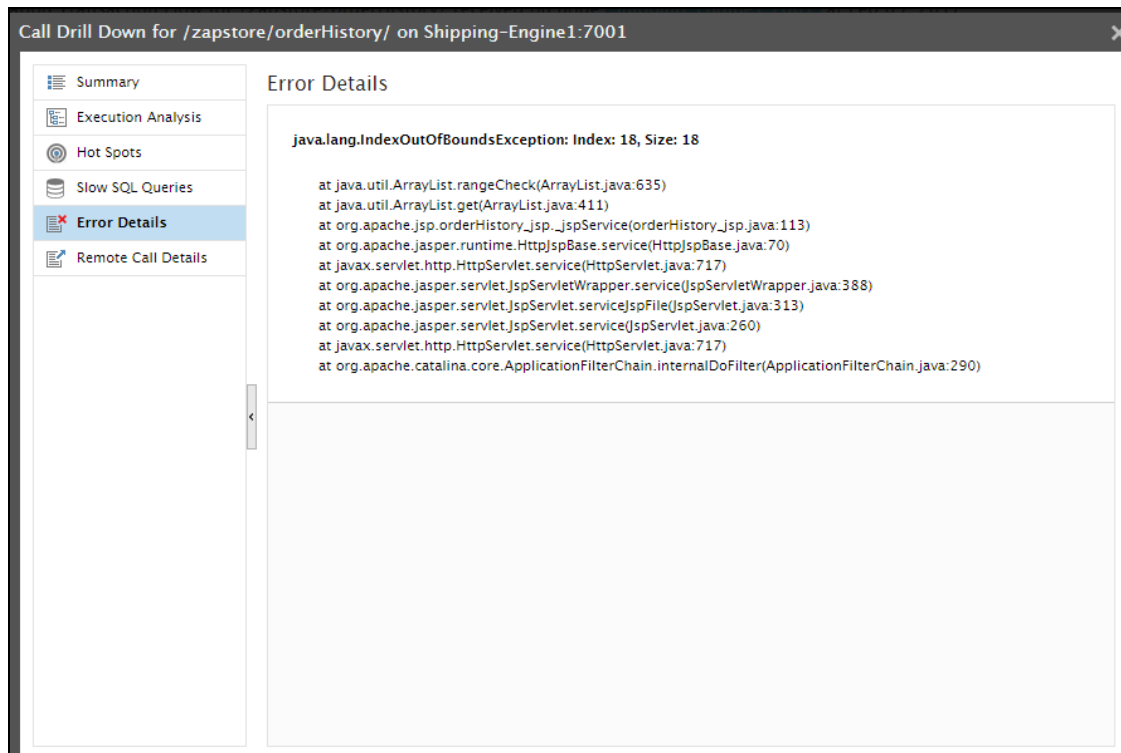 Call Drill Down for /zapstore/orderHistory/ on Shipping-Engine1:7001
Summary
Execution Analysis
Hot Spots
Slow SQL Queries
Error Details
Remote Call Details
Error Details
java.lang.IndexOutOfBoundsException: Index: 18, Size: 18
at java.util.ArrayList.rangeCheck(ArrayList.java:635)
at java.util.ArrayList.get(ArrayList.java:411)
at org.apache.jsp.orderHistory_jsp._jspService(orderHistory_jsp.java:113)
at org.apache.jasper.runtime.HttpJspBase.service(HttpJspBase.java:70)
at javax.servlet.http.HttpServlet.service(HttpServlet.java:717)
at org.apache.jasper.servlet.JspServletWrapper.service(JspServletWrapper.java:388)
at org.apache.jasper.servlet.JspServlet.serviceJspFile(JspServlet.java:313)
at org.apache.jasper.servlet.JspServlet.service(JspServlet.java:260)
at javax.servlet.http.HttpServlet.service(HttpServlet.java:717)
at org.apache.catalina.core.ApplicationFilterChain.internalDoFilter(ApplicationFilterChain.java:290)